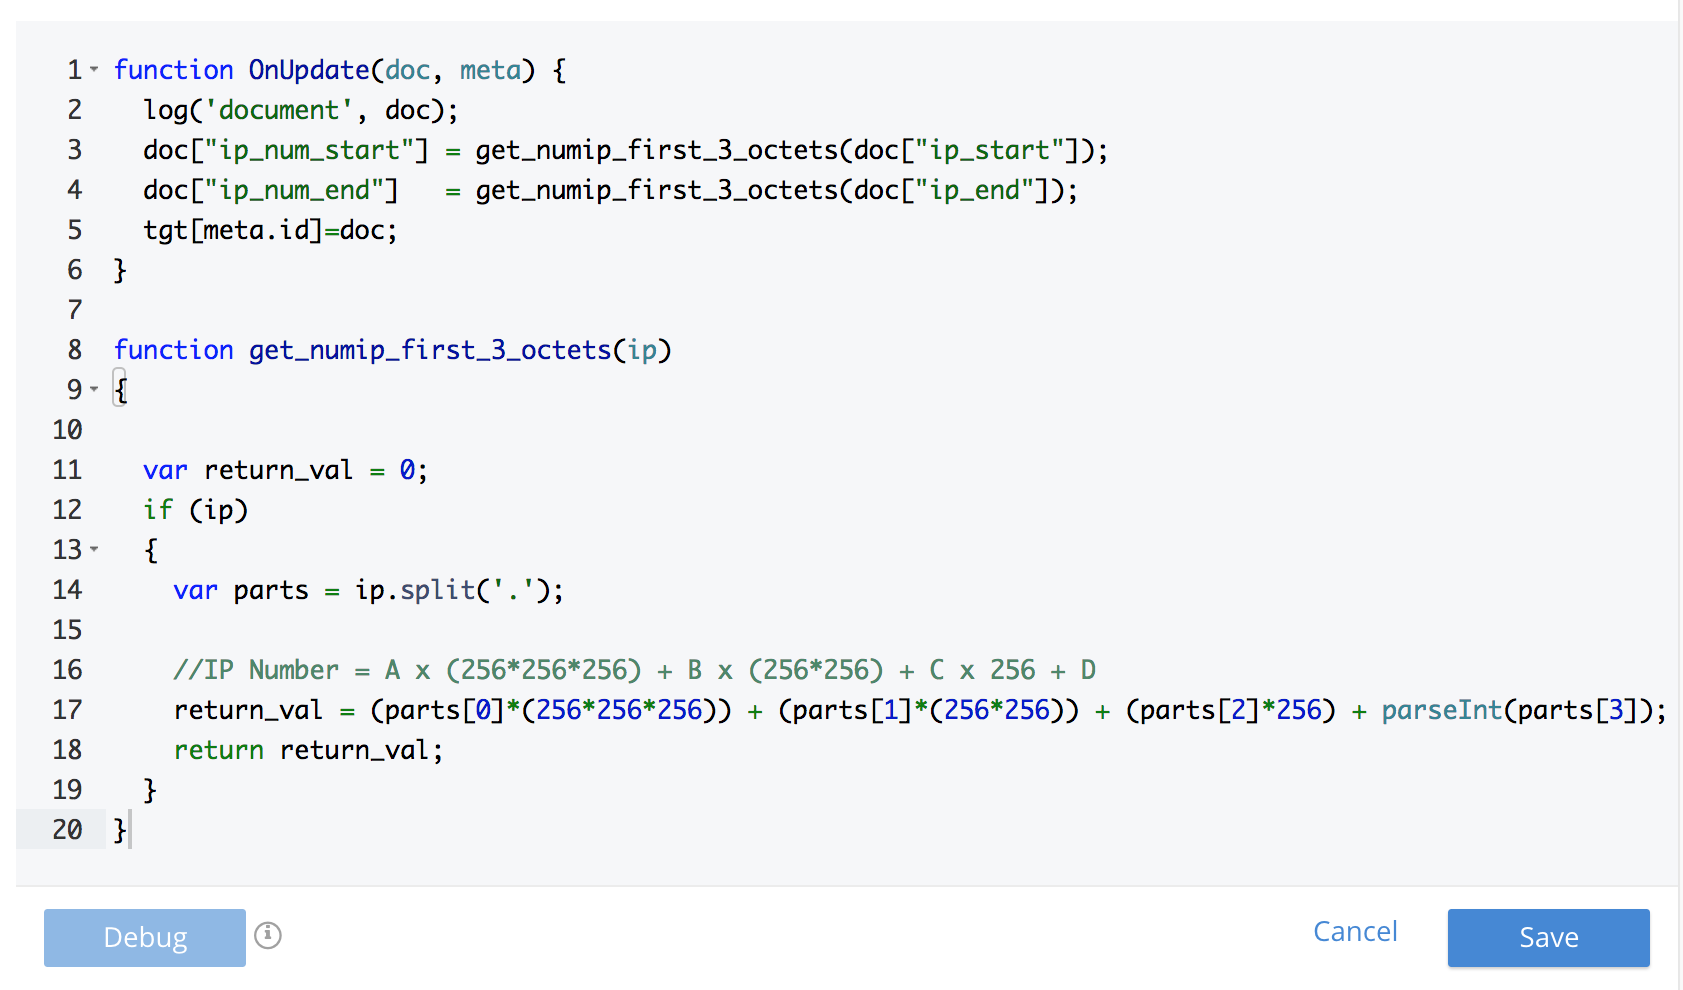 1 function OnUpdate(doc, meta) {
2   log('document', doc);
3   doc["ip_num_start"] = get_numip_first_3_octets(doc["ip_start"]);
4   doc["ip_num_end"]   = get_numip_first_3_octets(doc["ip_end"]);
5   tgt[meta.id]=doc;
6 }
7
8 function get_numip_first_3_octets(ip)
9 {
10
11   var return_val = 0;
12   if (ip)
13   {
14     var parts = ip.split('.');
15
16     //IP Number = A x (256*256*256) + B x (256*256) + C x 256 + D
17     return_val = (parts[0]*(256*256*256)) + (parts[1]*(256*256)) + (parts[2]*256) + parseInt(parts[3]);
18     return return_val;
19   }
20 }
Debug Cancel Save